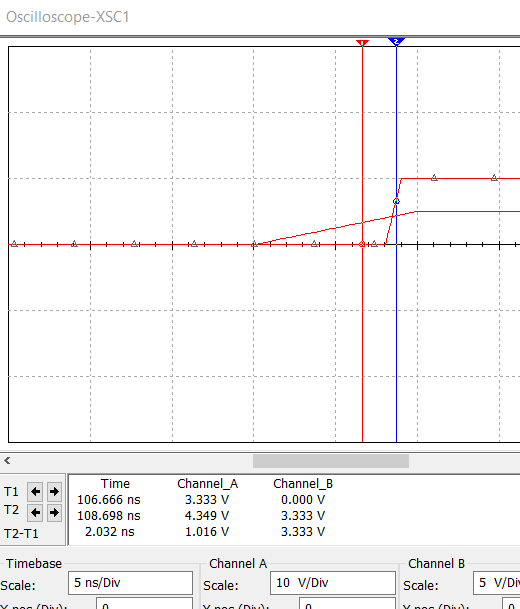 Oscilloscope-XSC1
1 2
Time Channel_A Channel_B
T1 106.666 ns 3.333 V 0.000 V
T2 108.698 ns 4.349 V 3.333 V
T2-T1 2.032 ns 1.016 V 3.333 V
Timebase Channel A Channel B
Scale: 5 ns/Div Scale: 10 V/Div Scale: 5 V/Div
X pos.(Div): 0 Y pos.(Div): 0 Y pos.(Div): 0